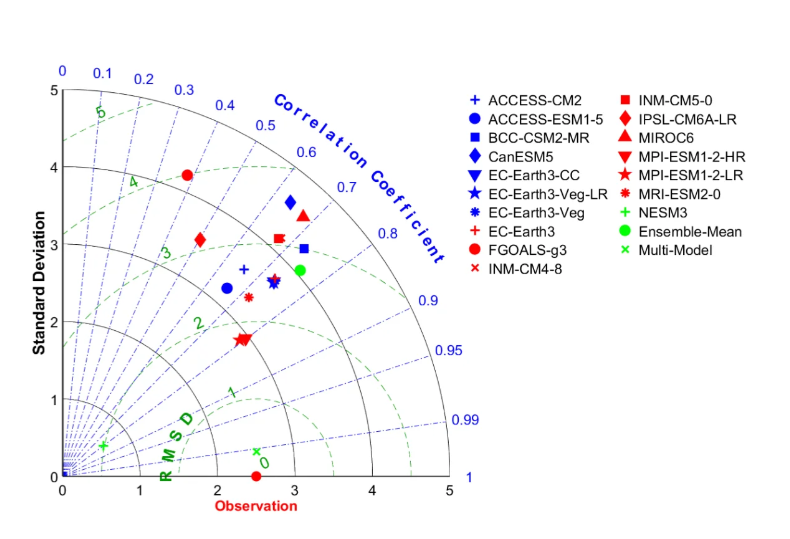 0 0.1 0.2 0.3 0.4 0.5 0.6 0.7 0.8 0.9 0.95 0.99 1
Correlation Coefficient
5
4
3
2
1
0
Standard Deviation
5
4
3
2
1
0
RMSD
0 1 2 3 4 5
Observation
ACCESS-CM2
ACCESS-ESM1-5
BCC-CSM2-MR
CanESM5
EC-Earth3-CC
EC-Earth3-Veg-LR
EC-Earth3-Veg
EC-Earth3
FGOALS-g3
INM-CM4-8
INM-CM5-0
IPSL-CM6A-LR
MIROC6
MPI-ESM1-2-HR
MPI-ESM1-2-LR
MRI-ESM2-0
NESM3
Ensemble-Mean
Multi-Model